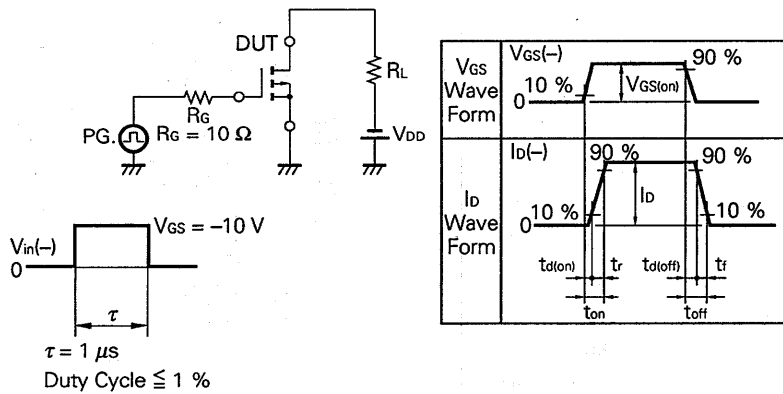 DUT
RL
RG
PG.
RG = 10 Ω
VDD
Vin(−)
0
VGS = −10 V
τ
τ = 1 μs
Duty Cycle ≦ 1 %
VGS
Wave
Form
VGS(−)
10 %
0
VGS(on)
90 %
ID
Wave
Form
ID(−)
90 %
90 %
10 %
0
ID
10 %
td(on)
tr
td(off)
tf
ton
toff